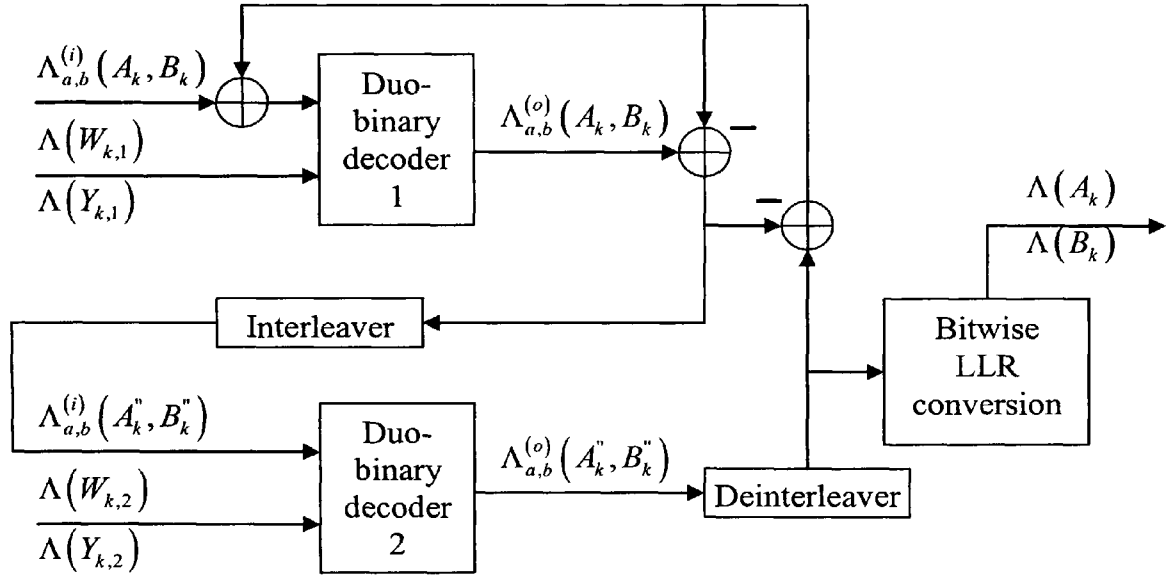 Λ_{a,b}^{(i)}(A_k, B_k)
Λ(W_{k,1})
Λ(Y_{k,1})
Duo-
binary
decoder
1
Λ_{a,b}^{(o)}(A_k, B_k)
−
−
Λ(A_k)
Λ(B_k)
Interleaver
Bitwise
LLR
conversion
Λ_{a,b}^{(i)}(A_k^", B_k^")
Λ(W_{k,2})
Λ(Y_{k,2})
Duo-
binary
decoder
2
Λ_{a,b}^{(o)}(A_k^", B_k^")
Deinterleaver